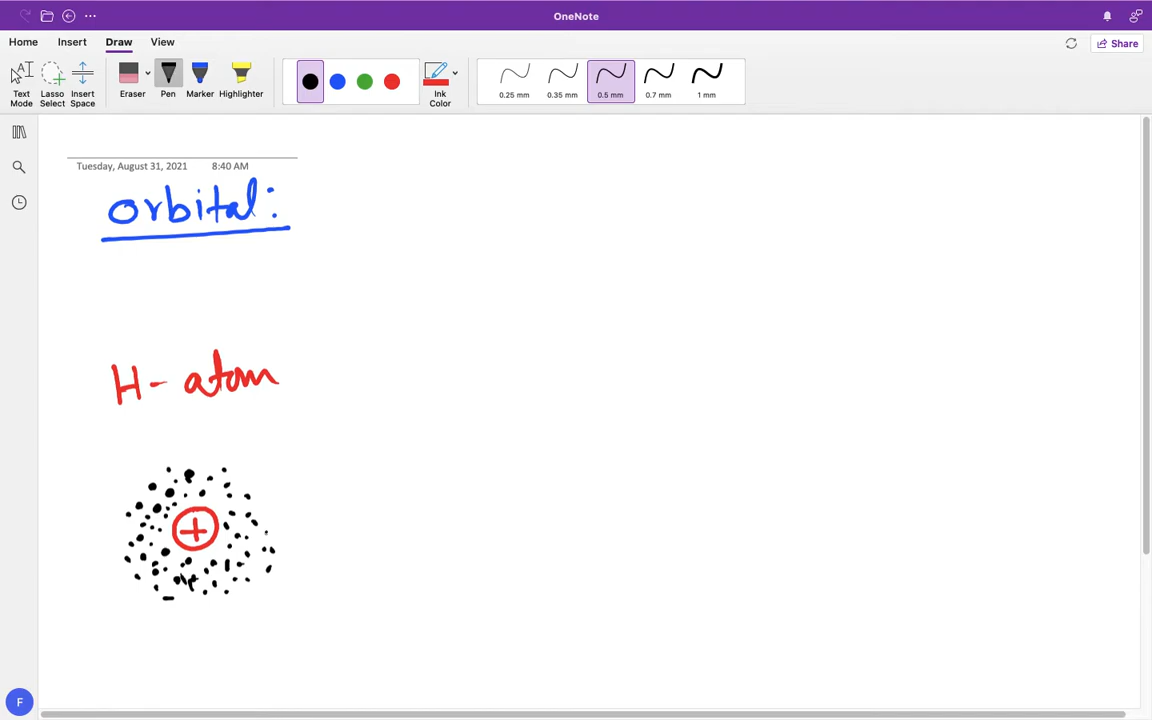 OneNote
Home Insert Draw View
Share
Text Mode
Lasso Select
Insert Space
Eraser
Pen
Marker
Highlighter
Ink Color
0.25 mm
0.35 mm
0.5 mm
0.7 mm
1 mm
Tuesday, August 31, 2021 8:40 AM
orbital:
H- atom
+
F